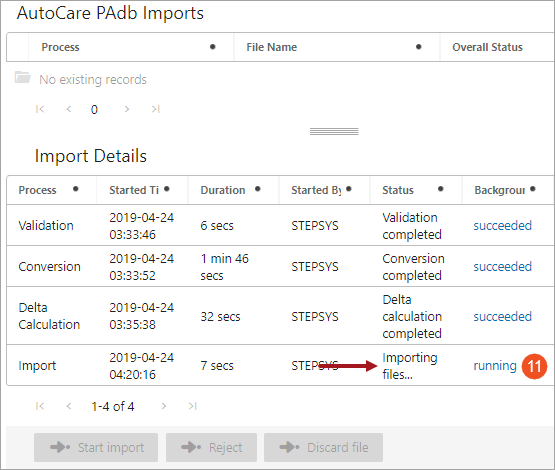 AutoCare PAdb Imports
Process File Name Overall Status
No existing records
0
Import Details
Process Started Ti Duration Started By Status Backgroun
Validation 2019-04-24 03:33:46 6 secs STEPSYS Validation completed succeeded
Conversion 2019-04-24 03:33:52 1 min 46 secs STEPSYS Conversion completed succeeded
Delta Calculation 2019-04-24 03:35:38 32 secs STEPSYS Delta calculation completed succeeded
Import 2019-04-24 04:20:16 7 secs STEPSYS Importing files... running 11
1-4 of 4
Start import Reject Discard file